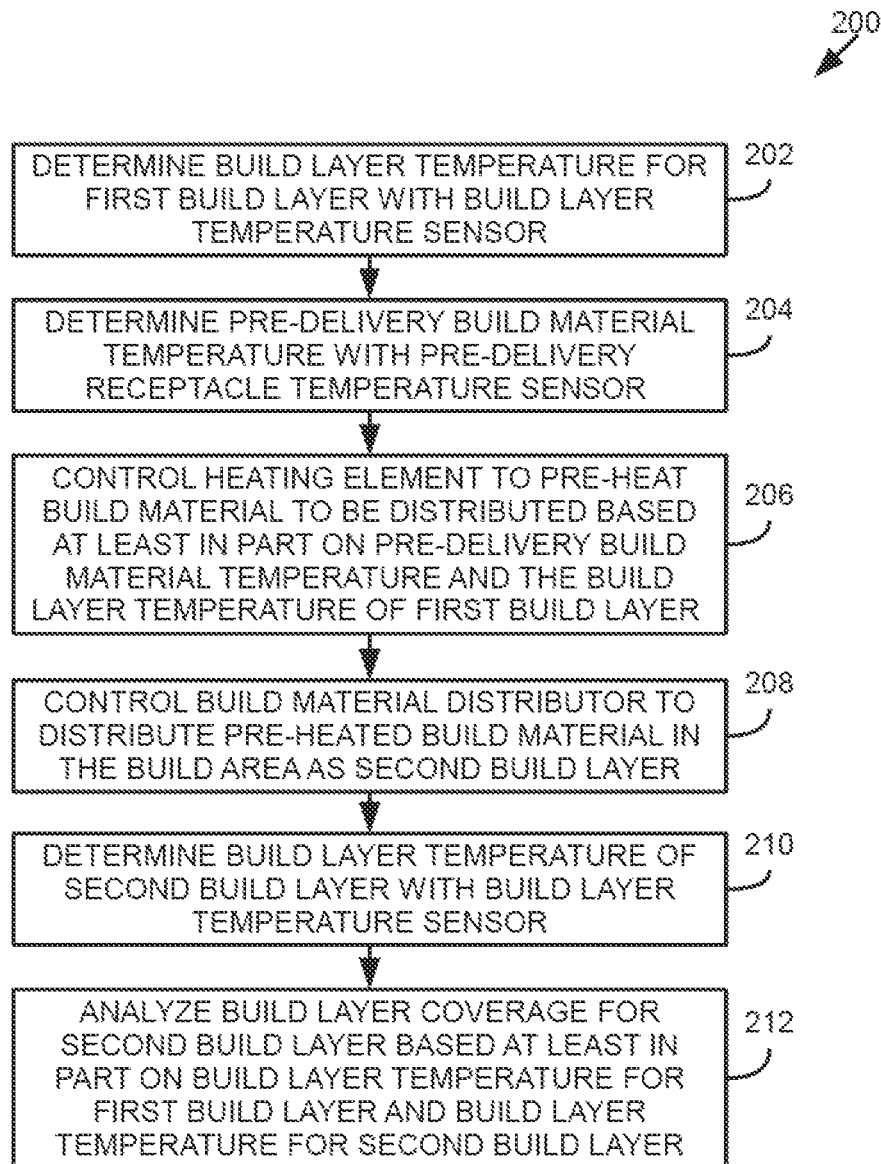 200
DETERMINE BUILD LAYER TEMPERATURE FOR
FIRST BUILD LAYER WITH BUILD LAYER
TEMPERATURE SENSOR
202
DETERMINE PRE-DELIVERY BUILD MATERIAL
TEMPERATURE WITH PRE-DELIVERY
RECEPTACLE TEMPERATURE SENSOR
204
CONTROL HEATING ELEMENT TO PRE-HEAT
BUILD MATERIAL TO BE DISTRIBUTED BASED
AT LEAST IN PART ON PRE-DELIVERY BUILD
MATERIAL TEMPERATURE AND THE BUILD
LAYER TEMPERATURE OF FIRST BUILD LAYER
206
CONTROL BUILD MATERIAL DISTRIBUTOR TO
DISTRIBUTE PRE-HEATED BUILD MATERIAL IN
THE BUILD AREA AS SECOND BUILD LAYER
208
DETERMINE BUILD LAYER TEMPERATURE OF
SECOND BUILD LAYER WITH BUILD LAYER
TEMPERATURE SENSOR
210
ANALYZE BUILD LAYER COVERAGE FOR
SECOND BUILD LAYER BASED AT LEAST IN
PART ON BUILD LAYER TEMPERATURE FOR
FIRST BUILD LAYER AND BUILD LAYER
TEMPERATURE FOR SECOND BUILD LAYER
212